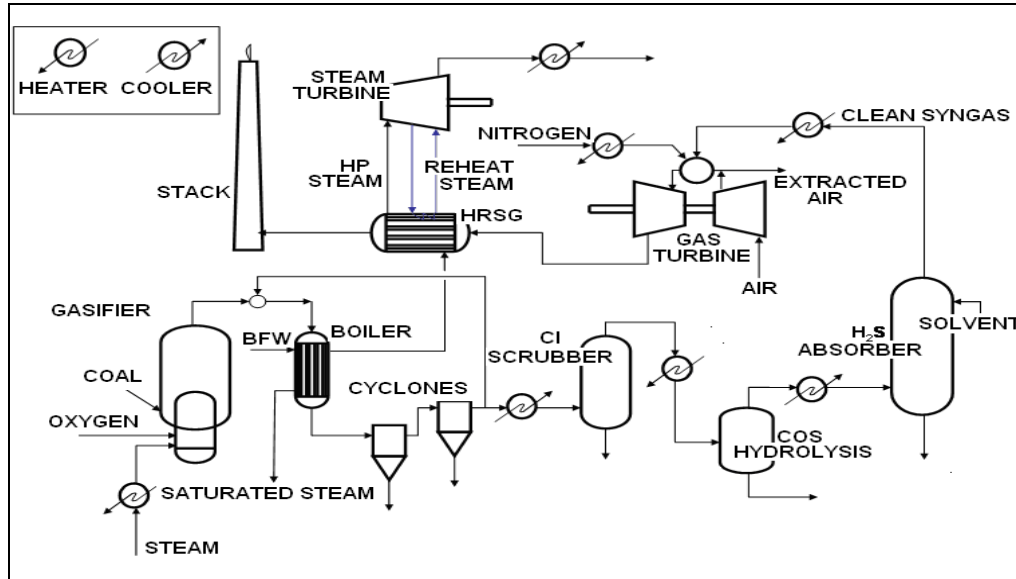 HEATER
COOLER
STEAM
TURBINE
NITROGEN
CLEAN SYNGAS
HP
STEAM
REHEAT
STEAM
STACK
EXTRACTED
AIR
HRSG
GAS
TURBINE
AIR
GASIFIER
BFW
BOILER
Cl
SCRUBBER
H2S
ABSORBER
SOLVENT
COAL
CYCLONES
OXYGEN
COS
HYDROLYSIS
SATURATED STEAM
STEAM